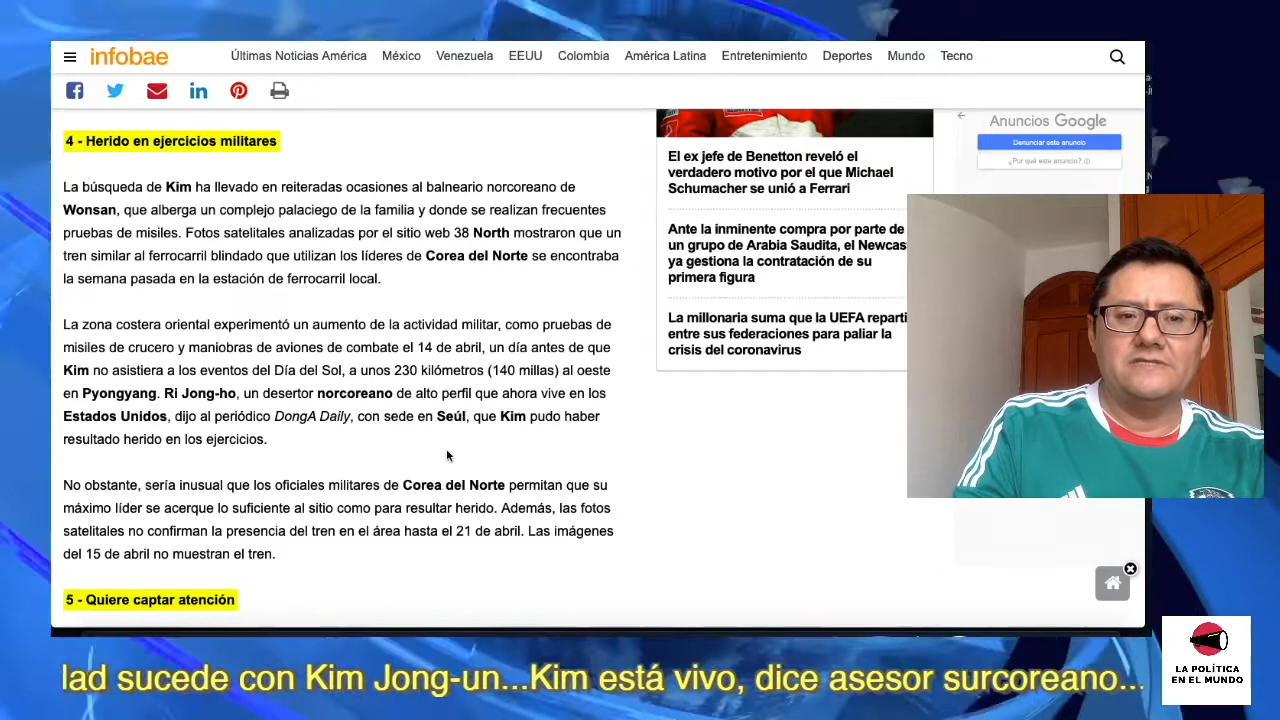 infobae
Últimas Noticias América México Venezuela EEUU Colombia América Latina Entretenimiento Deportes Mundo Tecno
4 - Herido en ejercicios militares
La búsqueda de Kim ha llevado en reiteradas ocasiones al balneario norcoreano de
Wonsan, que alberga un complejo palaciego de la familia y donde se realizan frecuentes
pruebas de misiles. Fotos satelitales analizadas por el sitio web 38 North mostraron que un
tren similar al ferrocarril blindado que utilizan los líderes de Corea del Norte se encontraba
la semana pasada en la estación de ferrocarril local.
La zona costera oriental experimentó un aumento de la actividad militar, como pruebas de
misiles de crucero y maniobras de aviones de combate el 14 de abril, un día antes de que
Kim no asistiera a los eventos del Día del Sol, a unos 230 kilómetros (140 millas) al oeste
en Pyongyang. Ri Jong-ho, un desertor norcoreano de alto perfil que ahora vive en los
Estados Unidos, dijo al periódico DongA Daily, con sede en Seúl, que Kim pudo haber
resultado herido en los ejercicios.
No obstante, sería inusual que los oficiales militares de Corea del Norte permitan que su
máximo líder se acerque lo suficiente al sitio como para resultar herido. Además, las fotos
satelitales no confirman la presencia del tren en el área hasta el 21 de abril. Las imágenes
del 15 de abril no muestran el tren.
5 - Quiere captar atención
El ex jefe de Benetton reveló el
verdadero motivo por el que Michael
Schumacher se unió a Ferrari
Ante la inminente compra por parte de
un grupo de Arabia Saudita, el Newcas
ya gestiona la contratación de su
primera figura
La millonaria suma que la UEFA reparti
entre sus federaciones para paliar la
crisis del coronavirus
Anuncios Google
Denunciar este anuncio
¿Por qué este anuncio?
lad sucede con Kim Jong-un...Kim está vivo, dice asesor surcoreano...
LA POLÍTICA
EN EL MUNDO